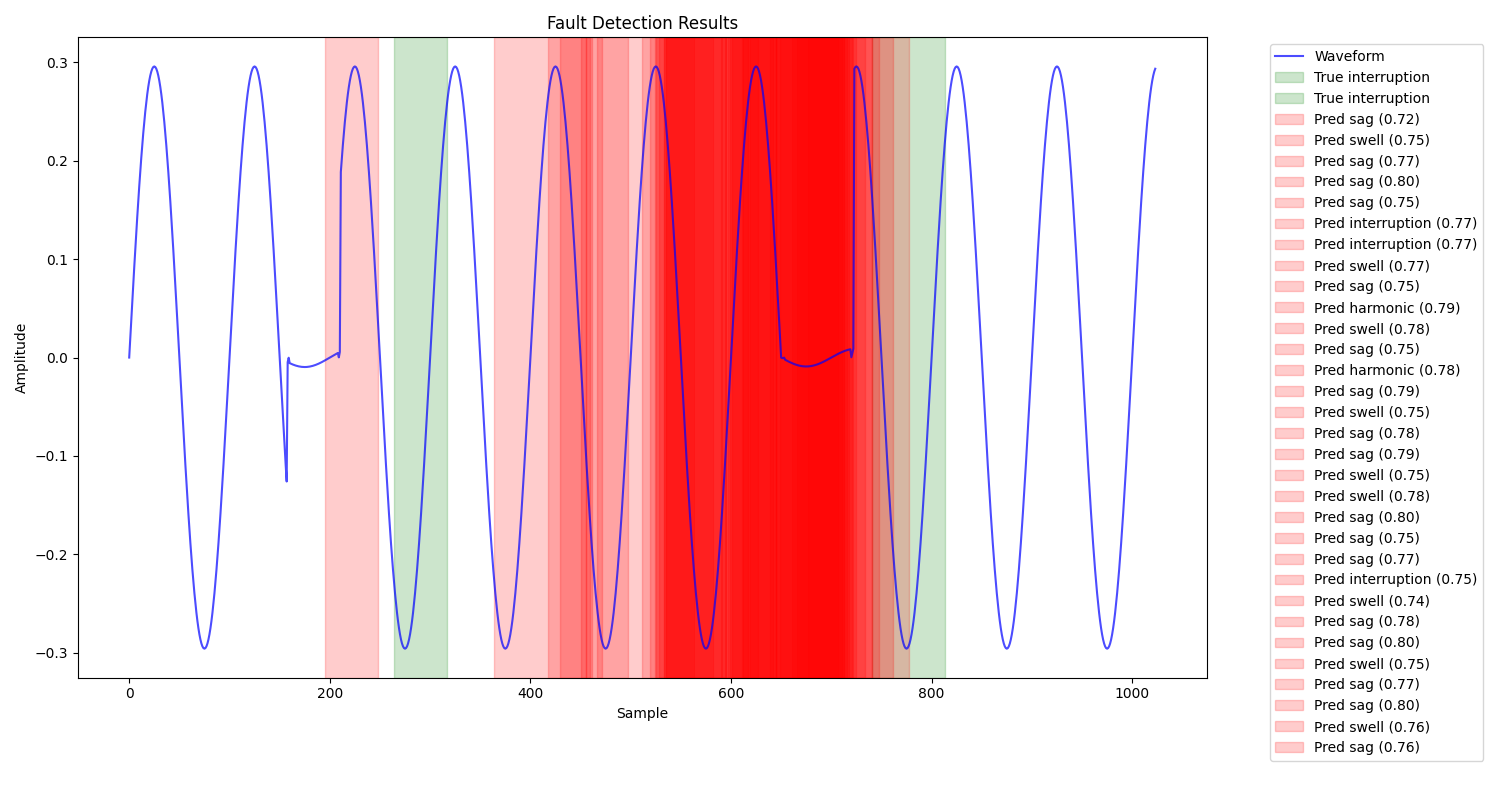 Fault Detection Results
0.3
0.2
0.1
0.0
−0.1
−0.2
−0.3
Amplitude
0
200
400
600
800
1000
Sample
Waveform
True interruption
True interruption
Pred sag (0.72)
Pred swell (0.75)
Pred sag (0.77)
Pred sag (0.80)
Pred sag (0.75)
Pred interruption (0.77)
Pred interruption (0.77)
Pred swell (0.77)
Pred sag (0.75)
Pred harmonic (0.79)
Pred swell (0.78)
Pred sag (0.75)
Pred harmonic (0.78)
Pred sag (0.79)
Pred swell (0.75)
Pred sag (0.78)
Pred sag (0.79)
Pred swell (0.75)
Pred swell (0.78)
Pred sag (0.80)
Pred sag (0.75)
Pred sag (0.77)
Pred interruption (0.75)
Pred swell (0.74)
Pred sag (0.78)
Pred sag (0.80)
Pred swell (0.75)
Pred sag (0.77)
Pred sag (0.80)
Pred swell (0.76)
Pred sag (0.76)